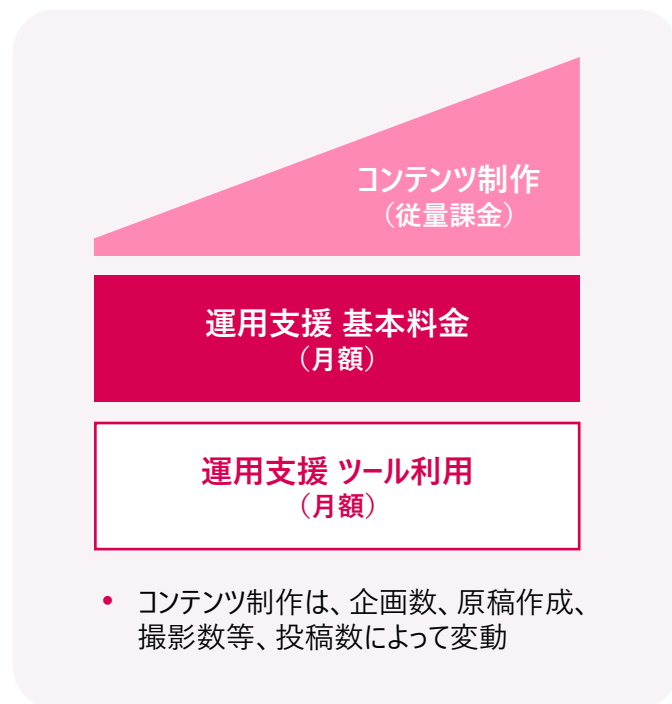 コンテンツ制作
（従量課金）
運用支援 基本料金
（月額）
運用支援 ツール利用
（月額）
• コンテンツ制作は、企画数、原稿作成、
撮影数等、投稿数によって変動